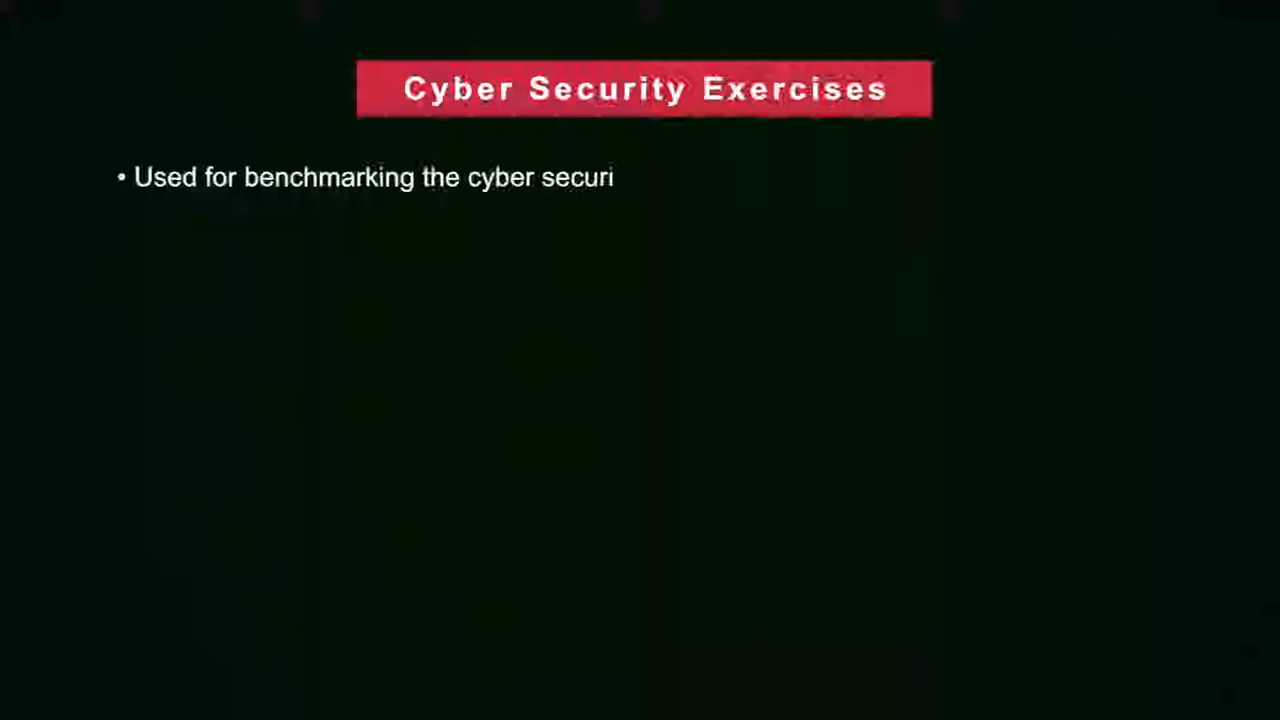 Cyber Security Exercises
• Used for benchmarking the cyber securi